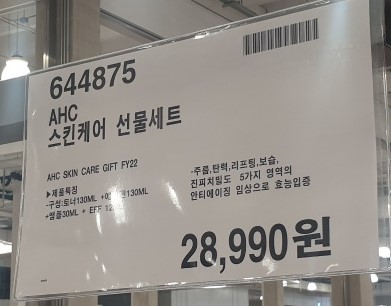 644875
AHC
스킨케어 선물세트
AHC SKIN CARE GIFT FY22
▶제품특징
-구성:토너130ML 130ML
+앰플30ML + EFF
-주름,탄력,리프팅,보습,
진피치밀도 5가지 영역의
안티에이징 임상으로 효능입증
28,990원